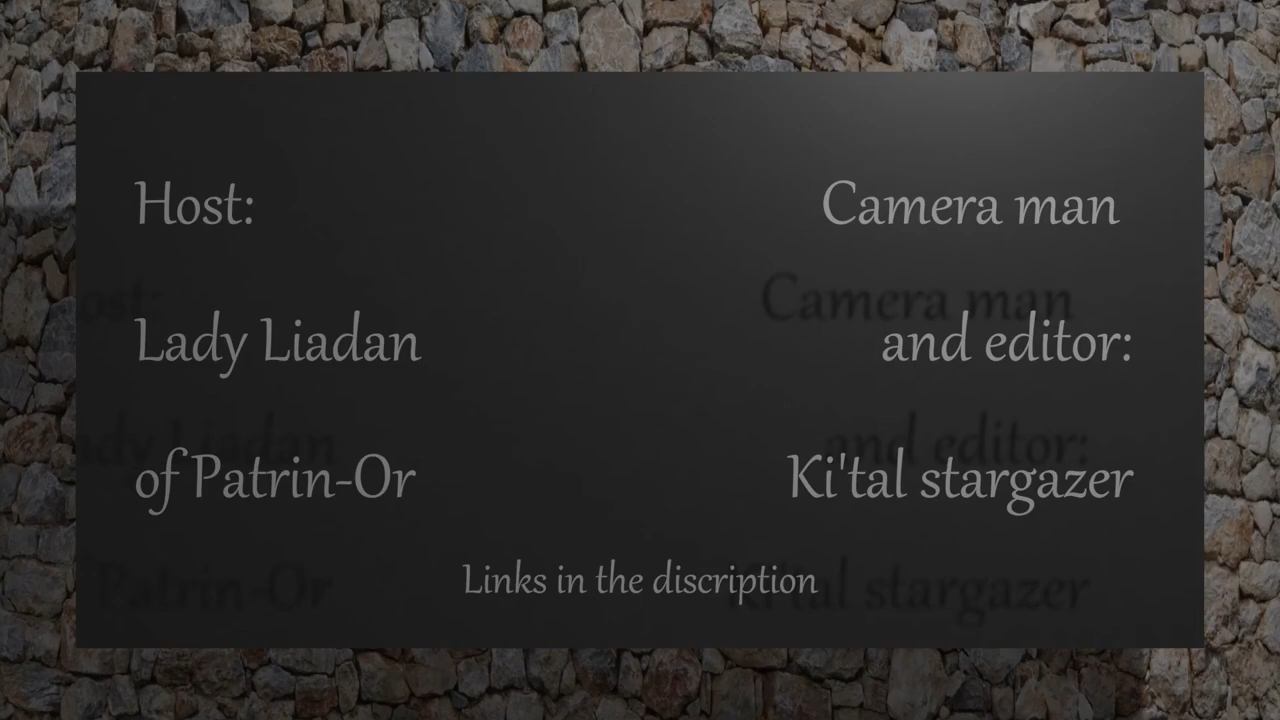 Host:
Lady Liadan
of Patrin-Or
Camera man
and editor:
Ki'tal stargazer
Links in the discription